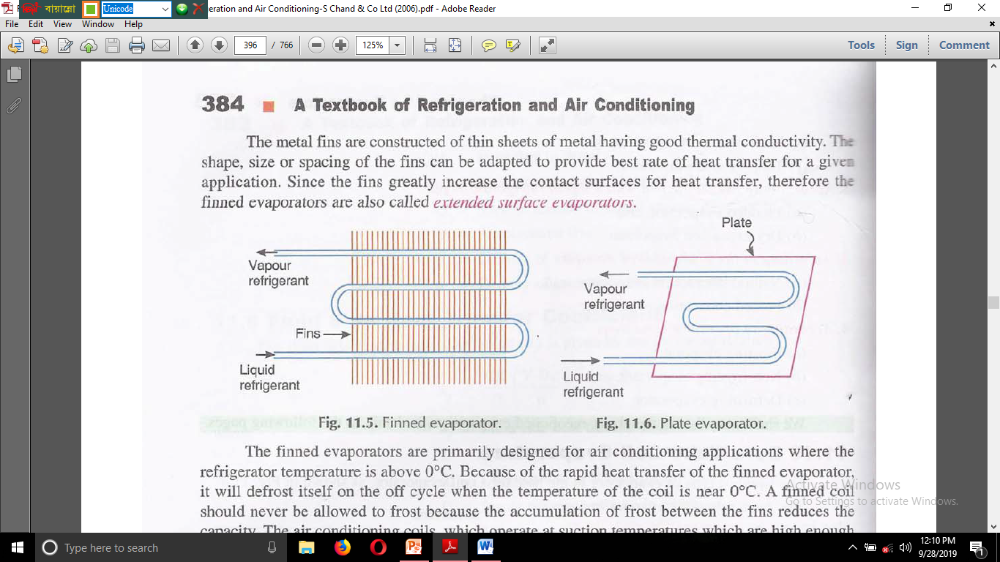 চিত্র বায়ান্নো Unicode eration and Air Conditioning-S Chand & Co Ltd (2006).pdf - Adobe Reader
File Edit View Window Help
396 / 766 125% Tools Sign Comment
384 A Textbook of Refrigeration and Air Conditioning
The metal fins are constructed of thin sheets of metal having good thermal conductivity. The
shape, size or spacing of the fins can be adapted to provide best rate of heat transfer for a given
application. Since the fins greatly increase the contact surfaces for heat transfer, therefore the
finned evaporators are also called extended surface evaporators.
Vapour
refrigerant
Fins
Liquid
refrigerant
Fig. 11.5. Finned evaporator.
Plate
Vapour
refrigerant
Liquid
refrigerant
Fig. 11.6. Plate evaporator.
The finned evaporators are primarily designed for air conditioning applications where the
refrigerator temperature is above 0°C. Because of the rapid heat transfer of the finned evaporator,
it will defrost itself on the off cycle when the temperature of the coil is near 0°C. A finned coil
should never be allowed to frost because the accumulation of frost between the fins reduces the
capacity. The air conditioning coils, which operate at suction temperatures which are high enough
Activate Windows
Go to Settings to activate Windows.
Type here to search
12:10 PM
9/28/2019
1